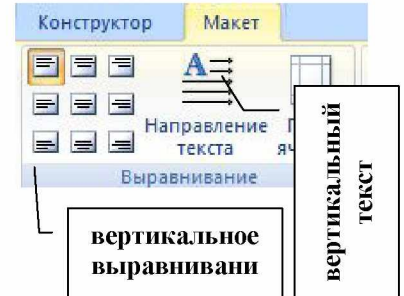 Конструктор Макет
Направление
текста
Выравнивание
вертикальное
выравнивани
вертикальный
текст